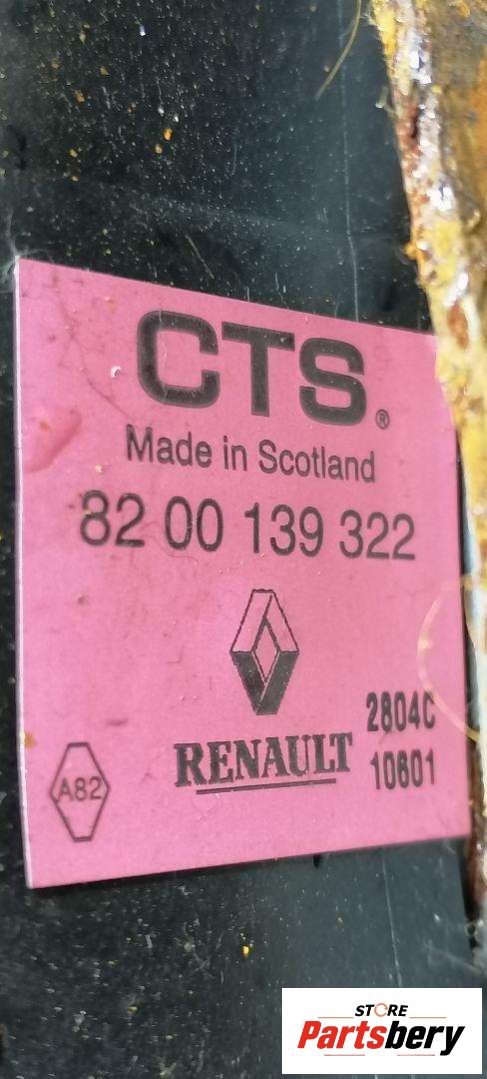 CTS®
Made in Scotland
82 00 139 322
2804C
RENAULT 10601
A82
STORE
Partsbery